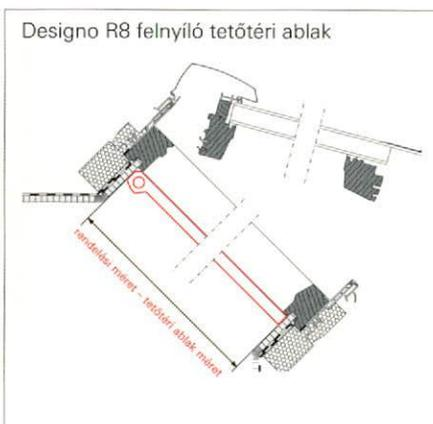 Designo R8 felnyíló tetőtéri ablak
rendelési méret – tetőtéri ablak méret